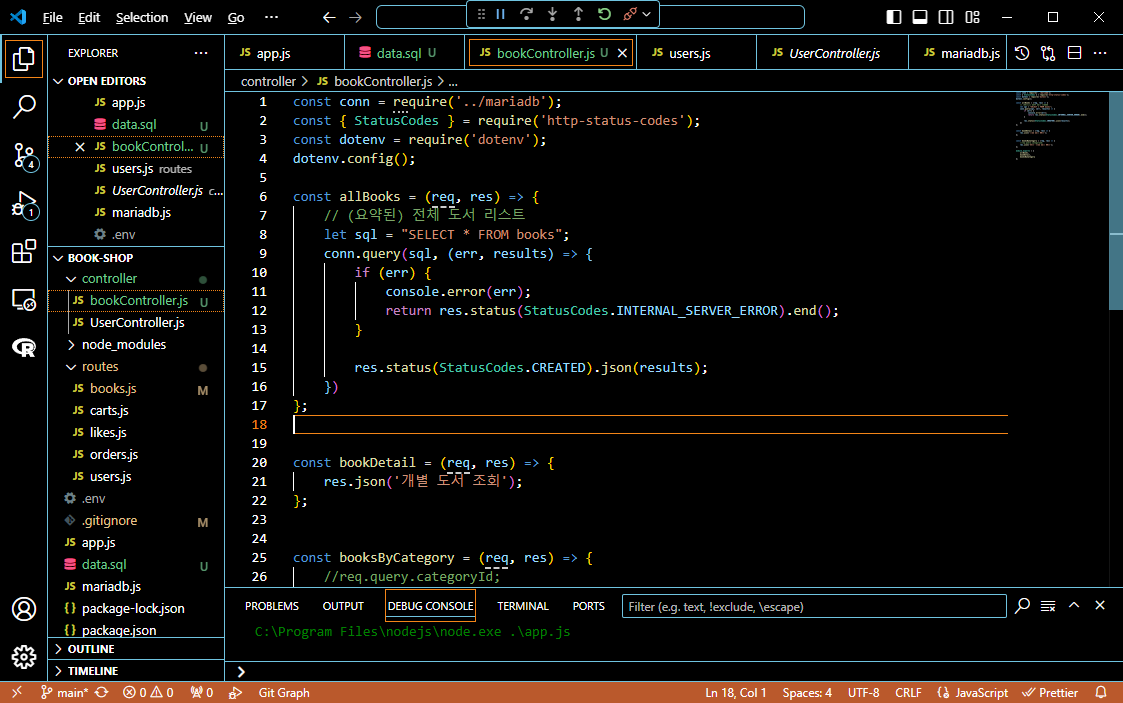 File Edit Selection View Go ···
EXPLORER ···
OPEN EDITORS
JS app.js
data.sql U
JS bookControl... U
JS users.js routes
JS UserController.js c...
JS mariadb.js
.env
BOOK-SHOP
controller
JS bookController.js U
JS UserController.js
node_modules
routes
JS books.js M
JS carts.js
JS likes.js
JS orders.js
JS users.js
.env
.gitignore M
JS app.js
data.sql U
JS mariadb.js
{} package-lock.json
{} package.json
OUTLINE
TIMELINE
4
1
JS app.js data.sql U JS bookController.js U JS users.js JS UserController.js JS mariadb.js
controller > JS bookController.js > ...
1 const conn = require('../mariadb');
2 const { StatusCodes } = require('http-status-codes');
3 const dotenv = require('dotenv');
4 dotenv.config();
5
6 const allBooks = (req, res) => {
7 // (요약된) 전체 도서 리스트
8 let sql = "SELECT * FROM books";
9 conn.query(sql, (err, results) => {
10 if (err) {
11 console.error(err);
12 return res.status(StatusCodes.INTERNAL_SERVER_ERROR).end();
13 }
14
15 res.status(StatusCodes.CREATED).json(results);
16 })
17 };
18
19
20 const bookDetail = (req, res) => {
21 res.json('개별 도서 조회');
22 };
23
24
25 const booksByCategory = (req, res) => {
26 //req.query.categoryId;
PROBLEMS OUTPUT DEBUG CONSOLE TERMINAL PORTS Filter (e.g. text, !exclude, \escape)
C:\Program Files\nodejs\node.exe .\app.js
>
main* 0 0 0 Git Graph Ln 18, Col 1 Spaces: 4 UTF-8 CRLF JavaScript Prettier